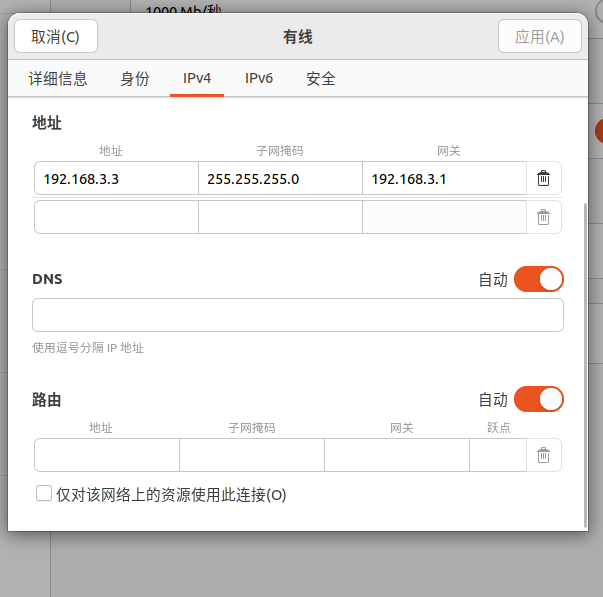 1000 Mb/秒
取消(C) 有线 应用(A)
详细信息 身份 IPv4 IPv6 安全
地址
地址 子网掩码 网关
192.168.3.3 255.255.255.0 192.168.3.1
DNS 自动
使用逗号分隔 IP 地址
路由 自动
地址 子网掩码 网关 跃点
仅对该网络上的资源使用此连接(O)